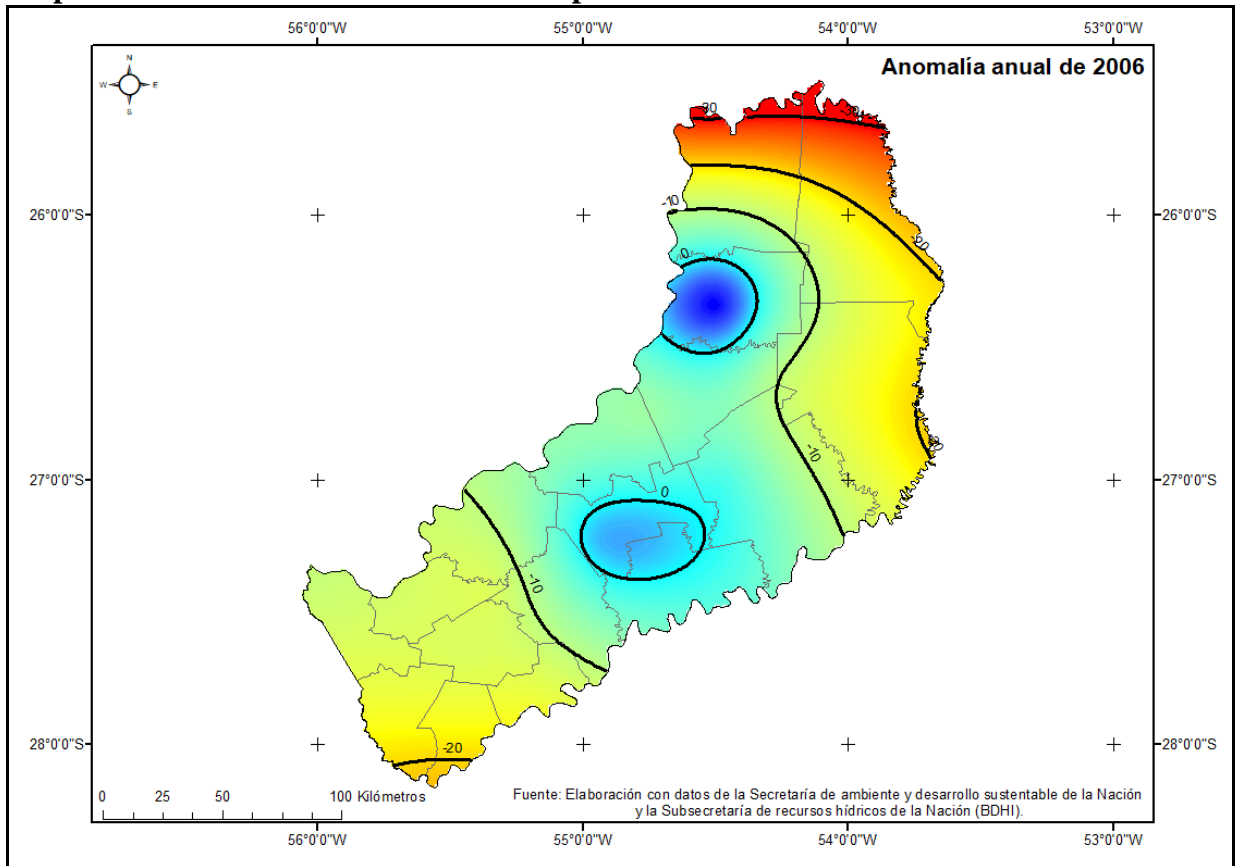 56°0'0"W 55°0'0"W 54°0'0"W 53°0'0"W
Anomalía anual de 2006
N
W E
S
-30
-30
-20
-10
0
26°0'0"S 26°0'0"S
-10
0
27°0'0"S 27°0'0"S
-10
-20
28°0'0"S 28°0'0"S
0 25 50 100 Kilómetros
Fuente: Elaboración con datos de la Secretaría de ambiente y desarrollo sustentable de la Nación
y la Subsecretaría de recursos hídricos de la Nación (BDHI).
56°0'0"W 55°0'0"W 54°0'0"W 53°0'0"W